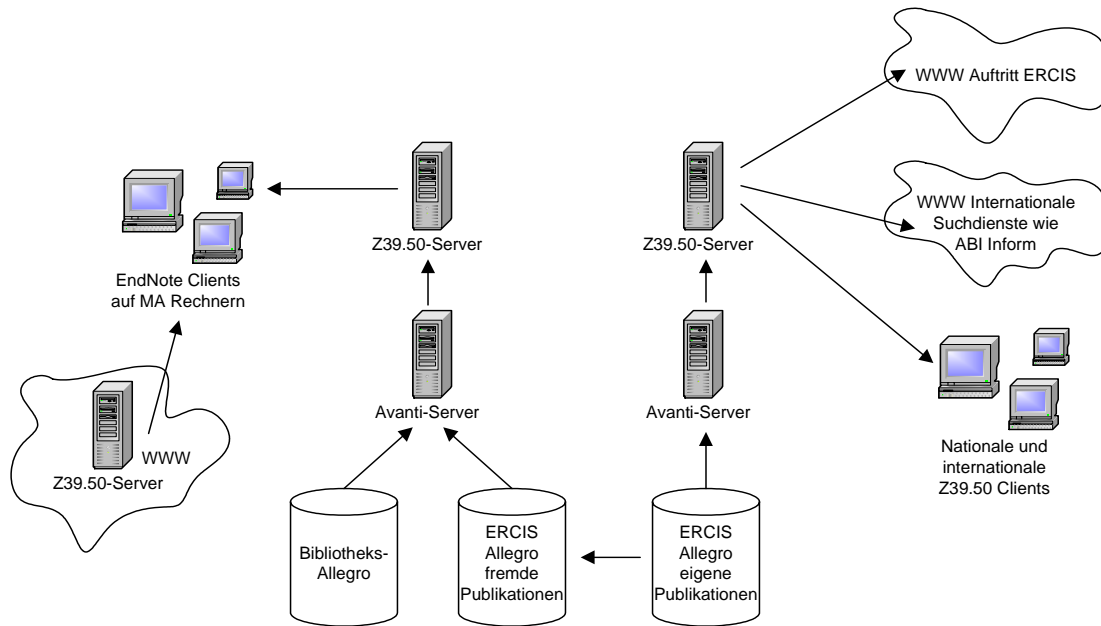 WWW Auftritt ERCIS
WWW Internationale
Suchdienste wie
ABI Inform
Z39.50-Server
Z39.50-Server
EndNote Clients
auf MA Rechnern
Avanti-Server
Avanti-Server
WWW
Z39.50-Server
Nationale und
internationale
Z39.50 Clients
Bibliotheks-
Allegro
ERCIS
Allegro
fremde
Publikationen
ERCIS
Allegro
eigene
Publikationen